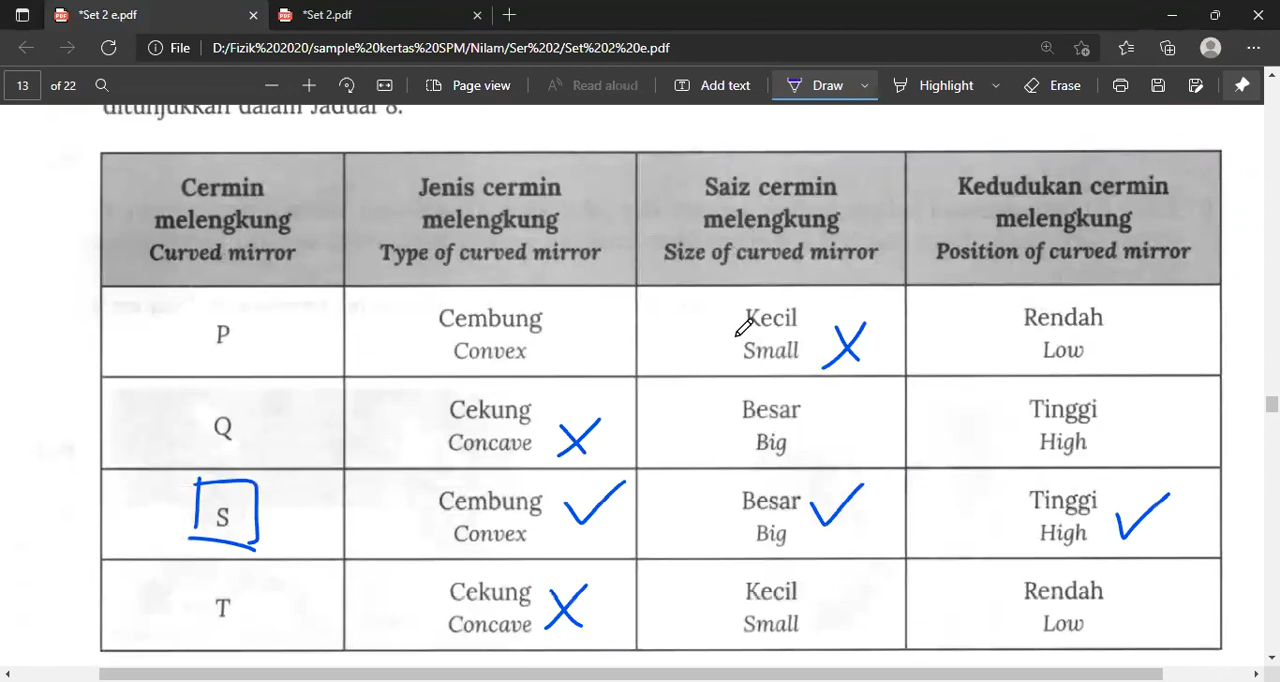 *Set 2 e.pdf
*Set 2.pdf
File D:/Fizik%202020/sample%20kertas%20SPM/Nilam/Ser%202/Set%202%20e.pdf
13 of 22 Page view Read aloud Add text Draw Highlight Erase
ditunjukkan dalam Jadual 8.
Cermin melengkung
Curved mirror
Jenis cermin melengkung
Type of curved mirror
Saiz cermin melengkung
Size of curved mirror
Kedudukan cermin melengkung
Position of curved mirror
P
Cembung
Convex
Kecil
Small
Rendah
Low
Q
Cekung
Concave
Besar
Big
Tinggi
High
S
Cembung
Convex
Besar
Big
Tinggi
High
T
Cekung
Concave
Kecil
Small
Rendah
Low